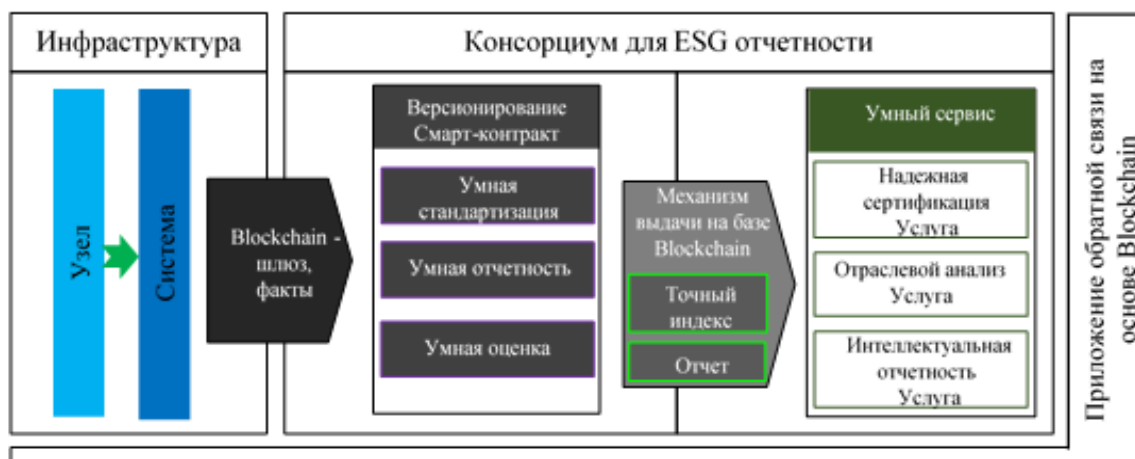 Инфраструктура
Узел
Система
Blockchain -
шлюз,
факты
Консорциум для ESG отчетности
Версионирование
Смарт-контракт
Умная
стандартизация
Умная отчетность
Умная оценка
Механизм
выдачи на базе
Blockchain
Точный
индекс
Отчет
Умный сервис
Надежная
сертификация
Услуга
Отраслевой анализ
Услуга
Интеллектуальная
отчетность
Услуга
Приложение обратной связи на
основе Blockchain